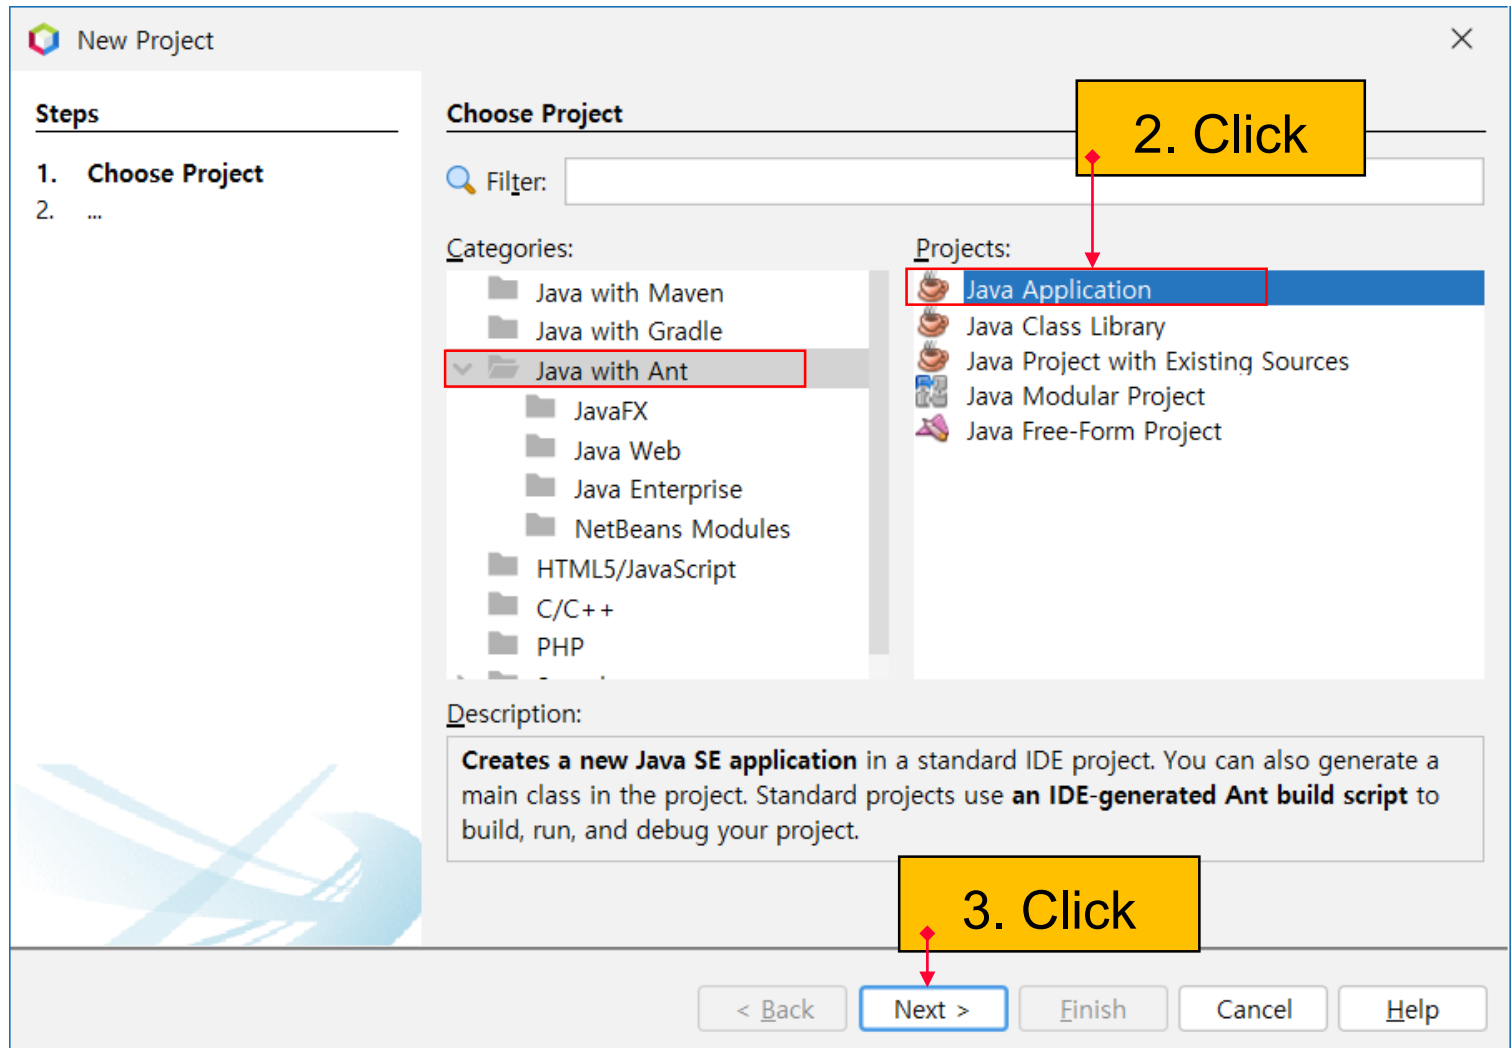 New Project
Steps
1. Choose Project
2. ...
Choose Project
2. Click
Filter:
Categories:
Java with Maven
Java with Gradle
Java with Ant
JavaFX
Java Web
Java Enterprise
NetBeans Modules
HTML5/JavaScript
C/C++
PHP
Projects:
Java Application
Java Class Library
Java Project with Existing Sources
Java Modular Project
Java Free-Form Project
Description:
Creates a new Java SE application in a standard IDE project. You can also generate a
main class in the project. Standard projects use an IDE-generated Ant build script to
build, run, and debug your project.
3. Click
< Back
Next >
Finish
Cancel
Help